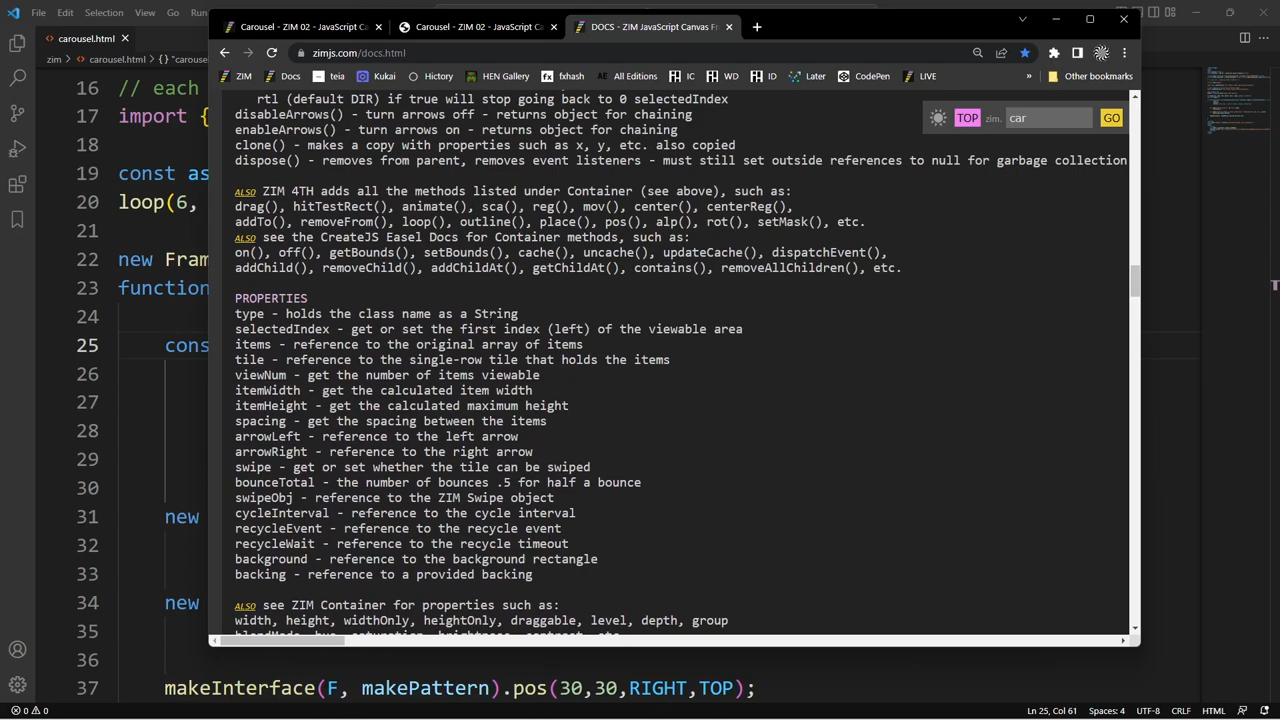 File Edit Selection View Go Run
Carousel - ZIM 02 - JavaScript Ca
Carousel - ZIM 02 - JavaScript Can
DOCS - ZIM JavaScript Canvas Fra
carousel.html
zim > carousel.html > {} "carouse
zimjs.com/docs.html
ZIM Docs teia Kukai Hictory HEN Gallery fxhash All Editions IC WD ID Later CodePen LIVE » Other bookmarks
TOP zim. car GO
rtl (default DIR) if true will stop going back to 0 selectedIndex
disableArrows() - turn arrows off - returns object for chaining
enableArrows() - turn arrows on - returns object for chaining
clone() - makes a copy with properties such as x, y, etc. also copied
dispose() - removes from parent, removes event listeners - must still set outside references to null for garbage collection
ALSO ZIM 4TH adds all the methods listed under Container (see above), such as:
drag(), hitTestRect(), animate(), sca(), reg(), mov(), center(), centerReg(),
addTo(), removeFrom(), loop(), outline(), place(), pos(), alp(), rot(), setMask(), etc.
ALSO see the CreateJS Easel Docs for Container methods, such as:
on(), off(), getBounds(), setBounds(), cache(), uncache(), updateCache(), dispatchEvent(),
addChild(), removeChild(), addChildAt(), getChildAt(), contains(), removeAllChildren(), etc.
PROPERTIES
type - holds the class name as a String
selectedIndex - get or set the first index (left) of the viewable area
items - reference to the original array of items
tile - reference to the single-row tile that holds the items
viewNum - get the number of items viewable
itemWidth - get the calculated item width
itemHeight - get the calculated maximum height
spacing - get the spacing between the items
arrowLeft - reference to the left arrow
arrowRight - reference to the right arrow
swipe - get or set whether the tile can be swiped
bounceTotal - the number of bounces .5 for half a bounce
swipeObj - reference to the ZIM Swipe object
cycleInterval - reference to the cycle interval
recycleEvent - reference to the recycle event
recycleWait - reference to the recycle timeout
background - reference to the background rectangle
backing - reference to a provided backing
ALSO see ZIM Container for properties such as:
width, height, widthOnly, heightOnly, draggable, level, depth, group
16 // each
17 import {
18
19 const as
20 loop(6,
21
22 new Fram
23 function
24
25 cons
26
27
28
29
30
31 new
32
33
34 new
35
36
37 makeInterface(F, makePattern).pos(30,30,RIGHT,TOP);
0 0
Ln 25, Col 61 Spaces: 4 UTF-8 CRLF HTML